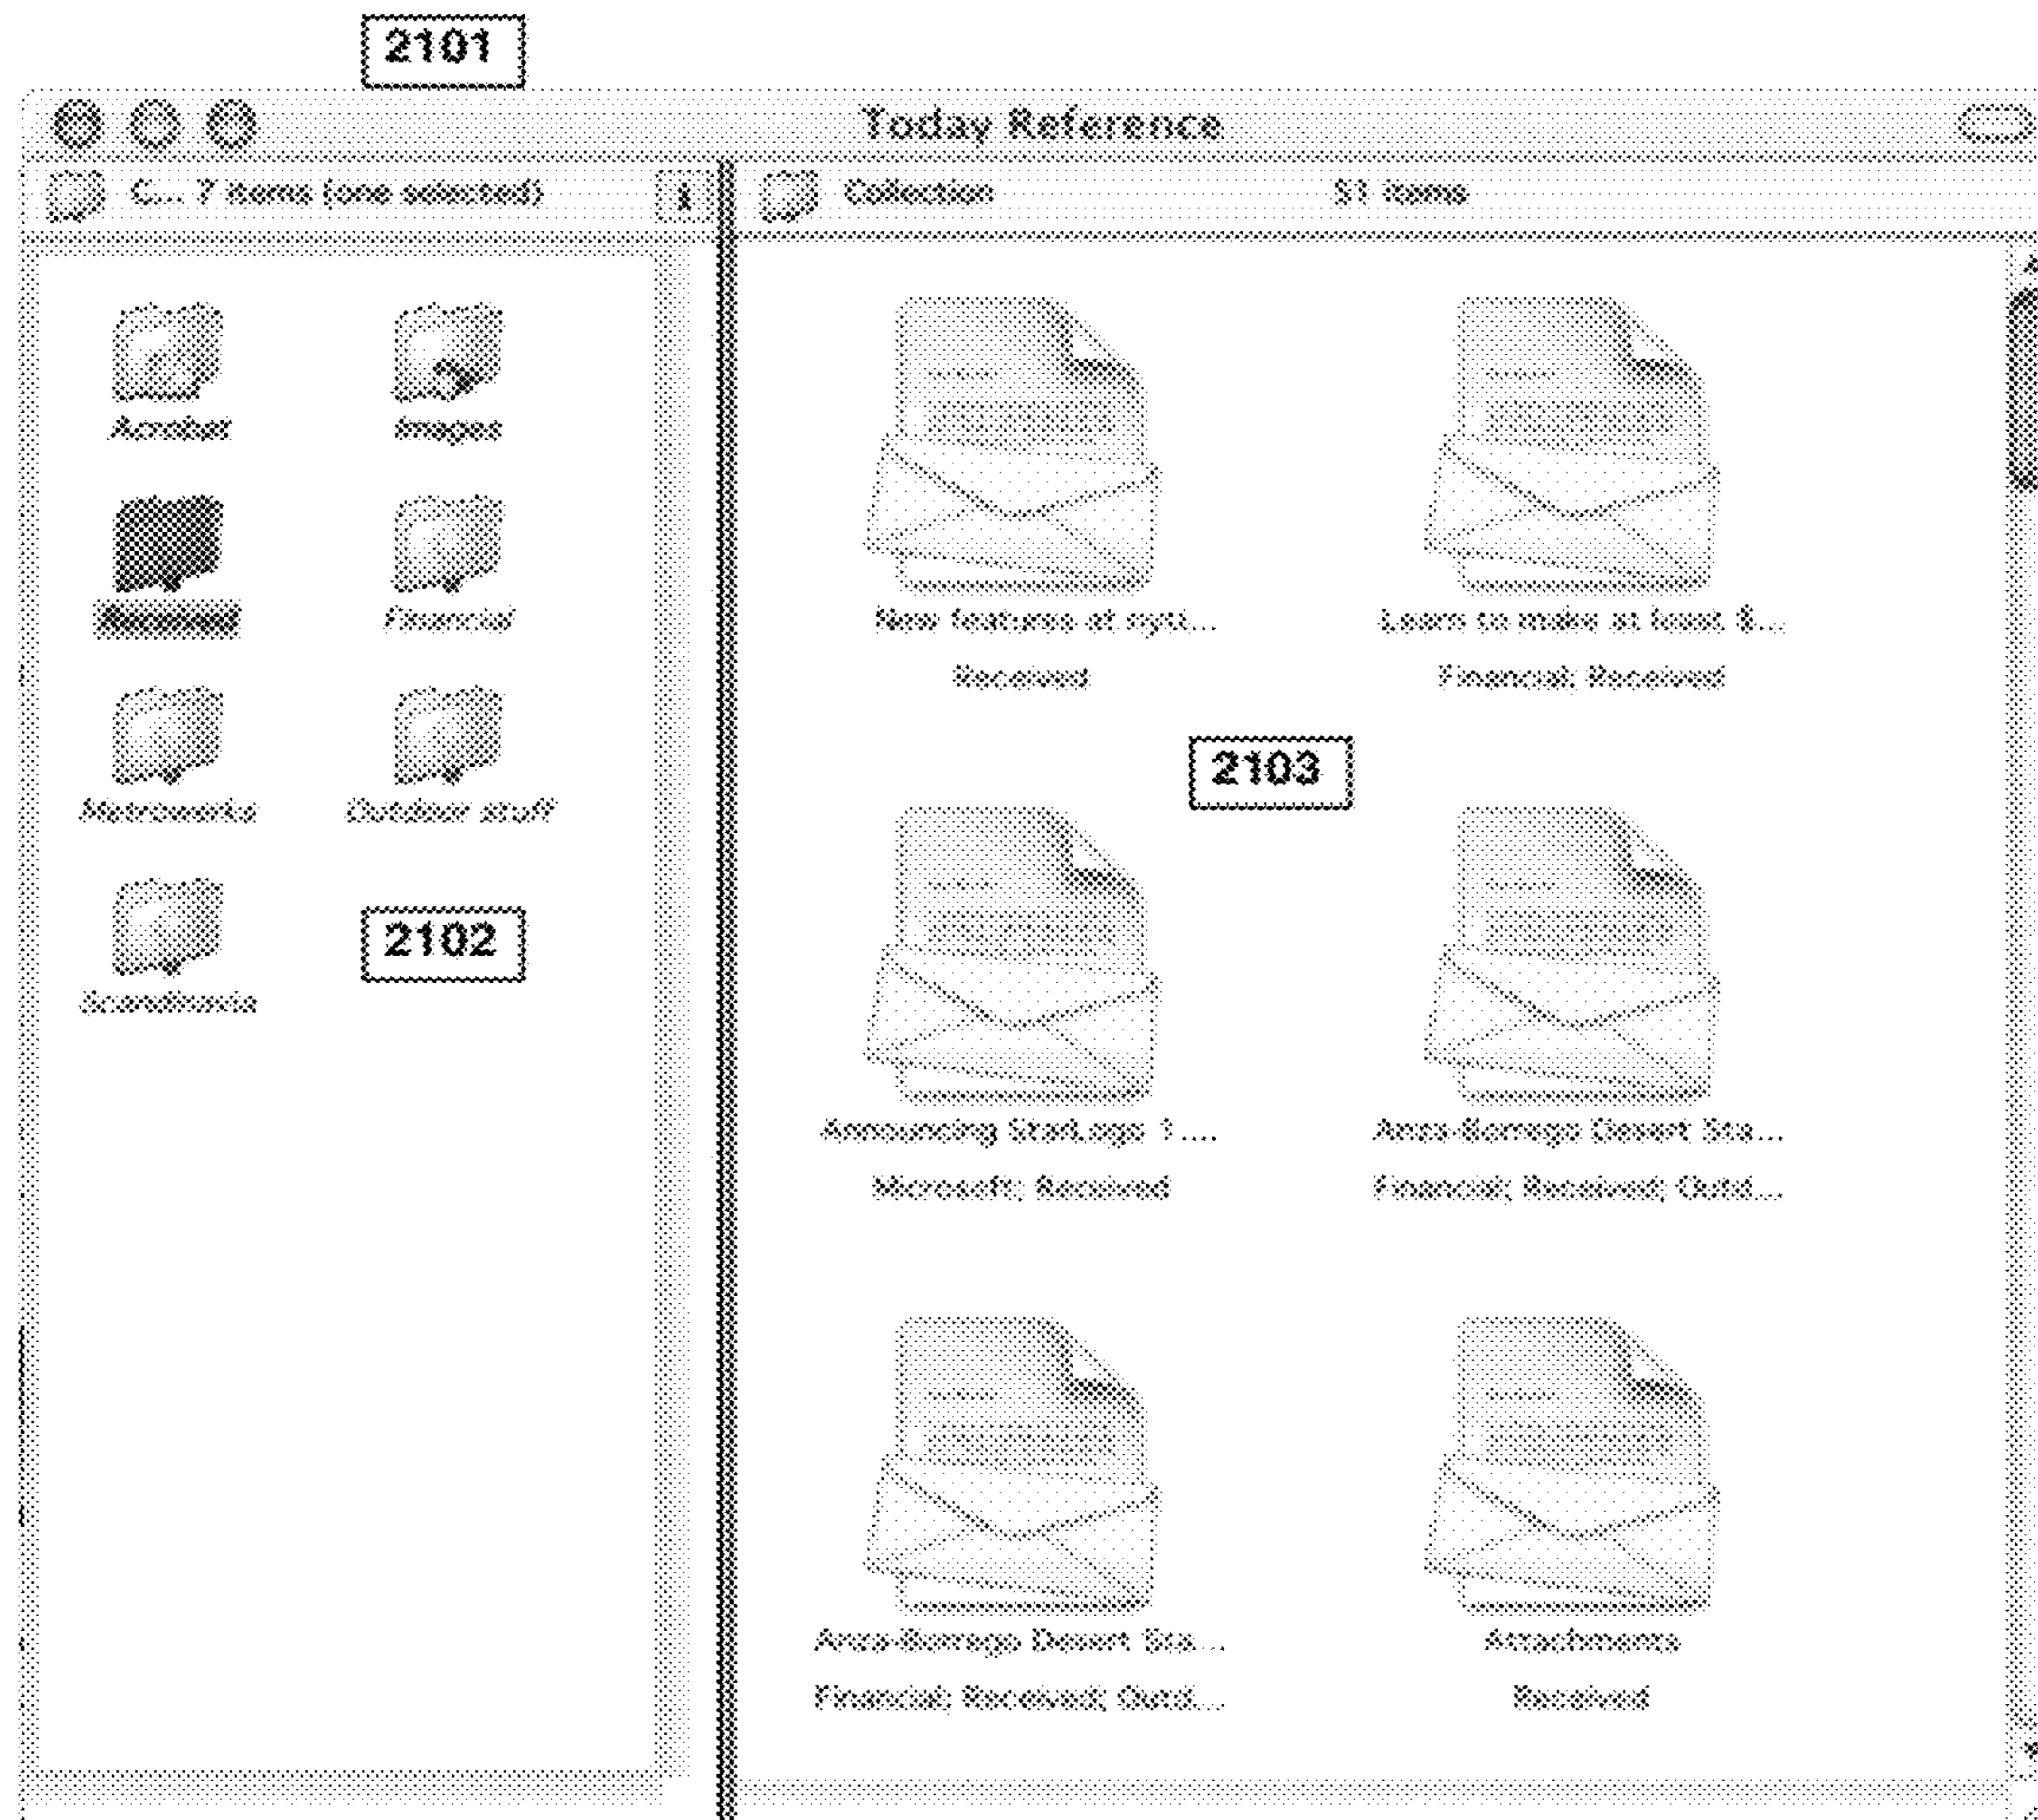 2101
Today Reference
C... 7 items (one selected) i
Collection 51 items
Acrobat Images
Received Financial
Metrowerks Outdoor stuff
Scandinavia
2102
New features at nyti... Learn to make at least $...
Received Financial; Received
2103
Announcing StarLogo 1.... Anza-Borrego Desert Sta...
Microsoft; Received Financial; Received; Outd...
Anza-Borrego Desert Sta... Attachments
Financial; Received; Outd... Received